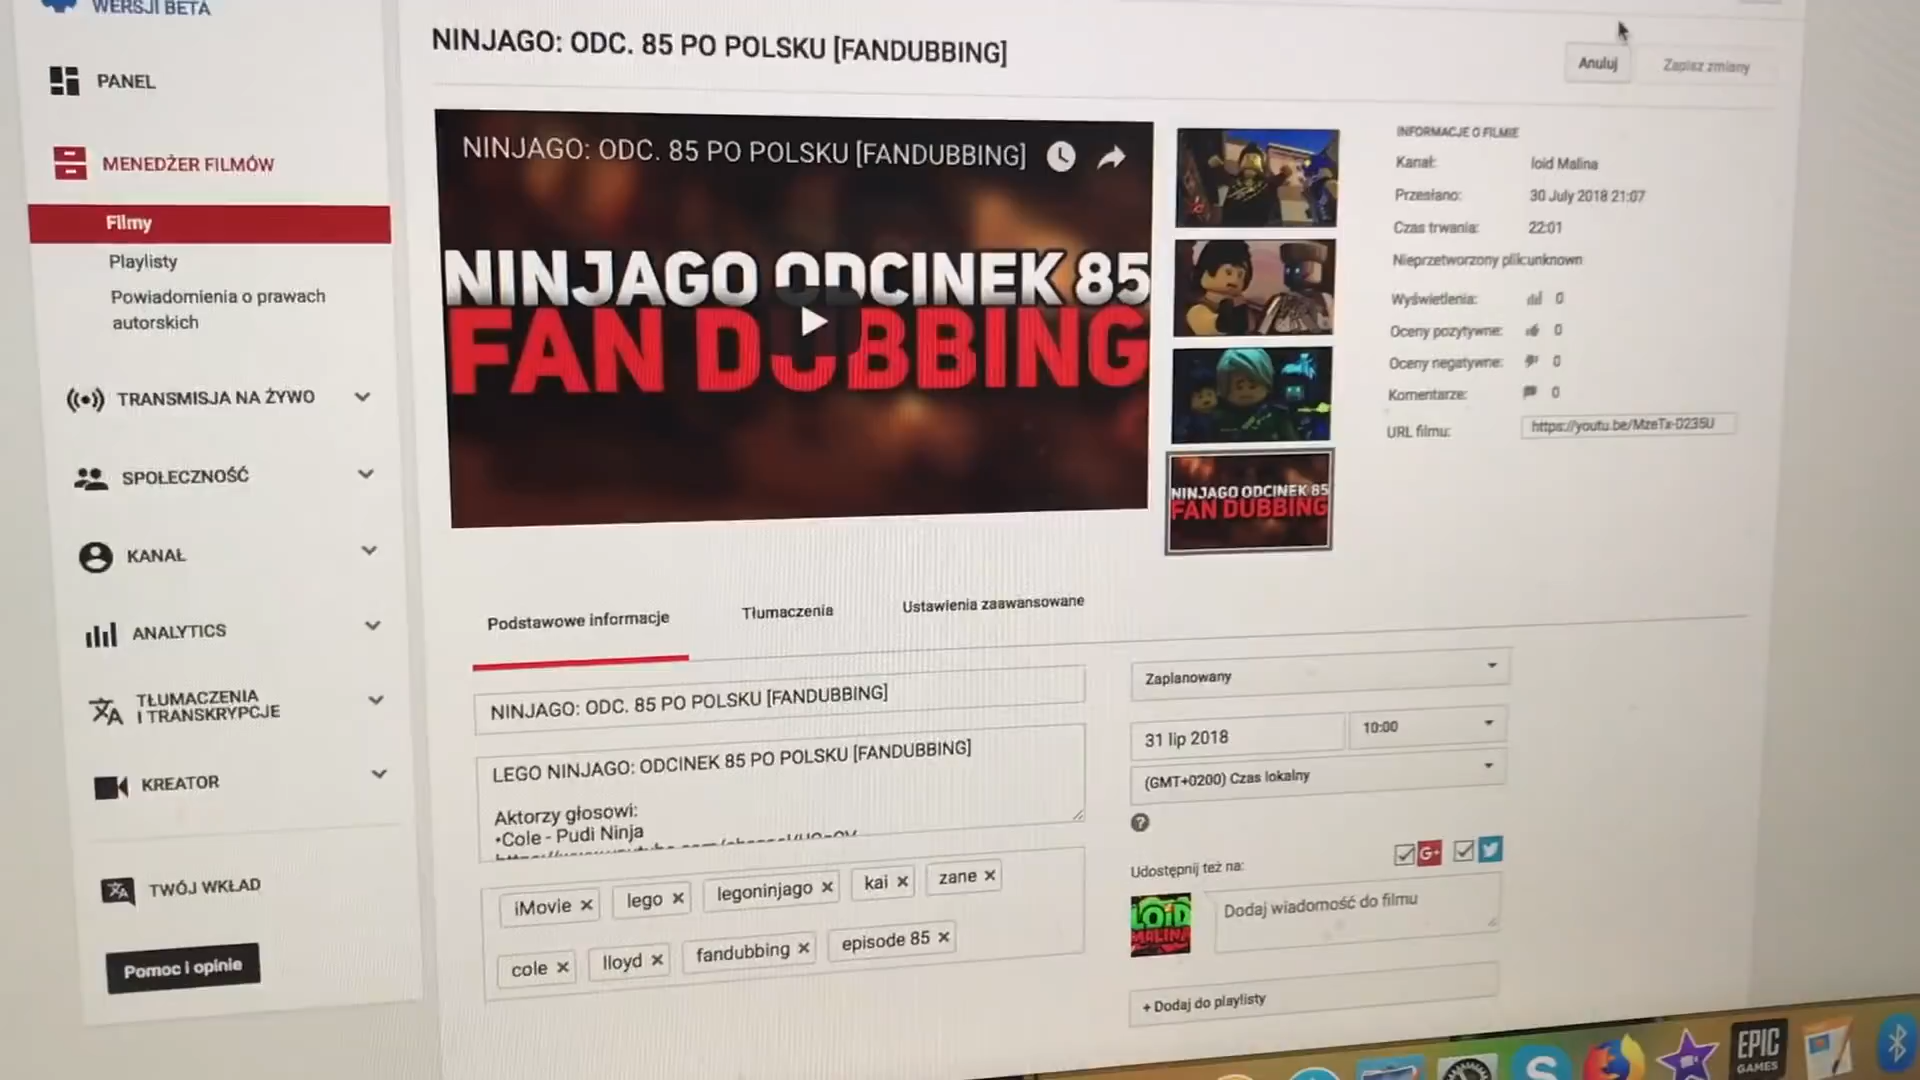 WERSJI BETA
PANEL
MENEDŻER FILMÓW
Filmy
Playlisty
Powiadomienia o prawach
autorskich
TRANSMISJA NA ŻYWO
SPOŁECZNOŚĆ
KANAŁ
ANALYTICS
TŁUMACZENIA
I TRANSKRYPCJE
KREATOR
TWÓJ WKŁAD
Pomoc i opinie
NINJAGO: ODC. 85 PO POLSKU [FANDUBBING]
Anuluj
Zapisz zmiany
NINJAGO: ODC. 85 PO POLSKU [FANDUBBING]
NINJAGO ODCINEK 85
FAN DUBBING
NINJAGO ODCINEK 85
FAN DUBBING
INFORMACJE O FILMIE
Kanał: loid Malina
Przesłano: 30 July 2018 21:07
Czas trwania: 22:01
Nieprzetworzony plik:unknown
Wyświetlenia: 0
Oceny pozytywne: 0
Oceny negatywne: 0
Komentarze: 0
URL filmu: https://youtu.be/MzeTx-D235U
Podstawowe informacje
Tłumaczenia
Ustawienia zaawansowane
NINJAGO: ODC. 85 PO POLSKU [FANDUBBING]
LEGO NINJAGO: ODCINEK 85 PO POLSKU [FANDUBBING]
Aktorzy głosowi:
•Cole - Pudi Ninja
iMovie × lego × legoninjago × kai × zane ×
cole × lloyd × fandubbing × episode 85 ×
Zaplanowany
31 lip 2018
10:00
(GMT+0200) Czas lokalny
?
Udostępnij też na:
G+
LOID
MALINA
Dodaj wiadomość do filmu
+ Dodaj do playlisty
S
EPIC
GAMES